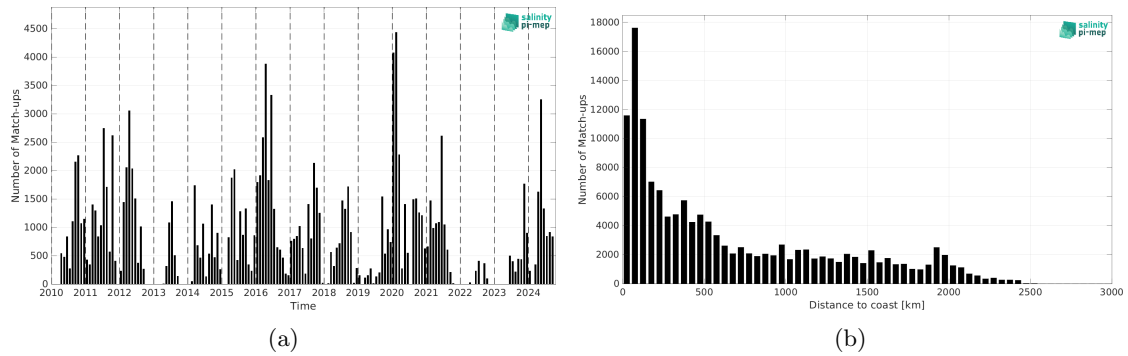 4500
4000
3500
3000
2500
2000
1500
1000
500
0
Number of Match-ups
2010 2011 2012 2013 2014 2015 2016 2017 2018 2019 2020 2021 2022 2023 2024
Time
salinity
pi-mep
(a)
18000
16000
14000
12000
10000
8000
6000
4000
2000
0
Number of Match-ups
0 500 1000 1500 2000 2500 3000
Distance to coast [km]
salinity
pi-mep
(b)